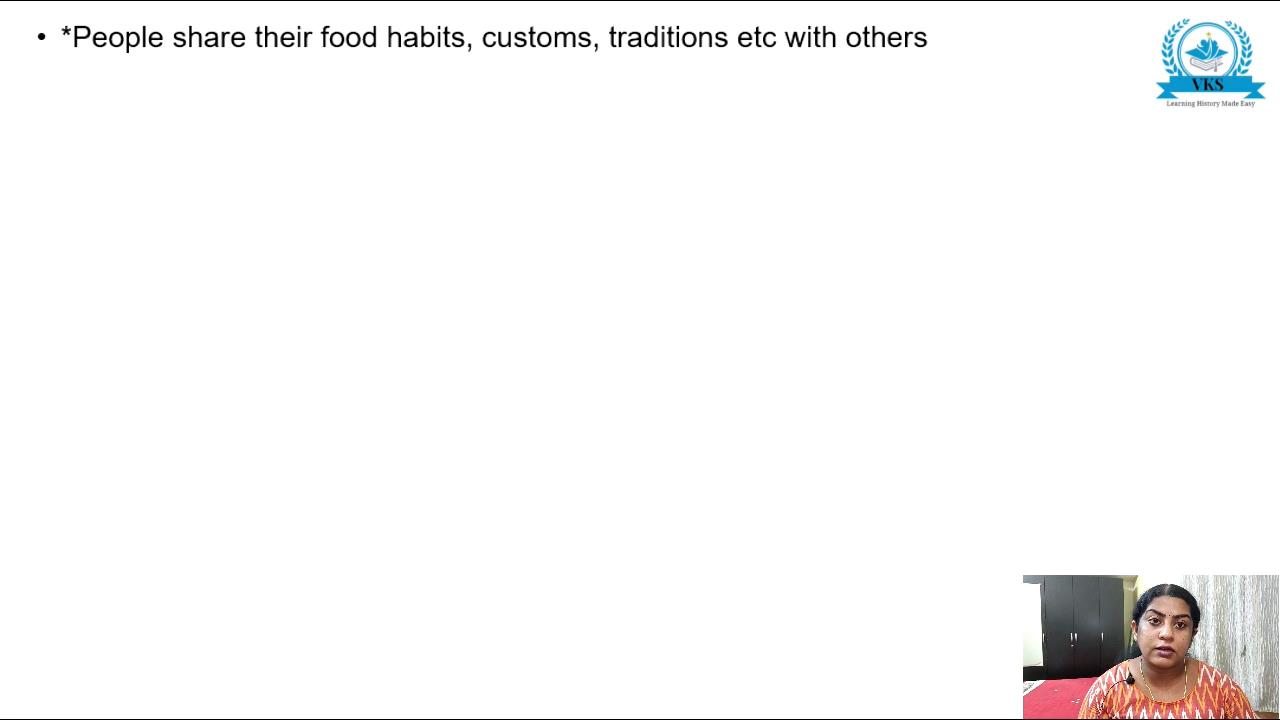 • *People share their food habits, customs, traditions etc with others
VKS
Learning History Made Easy